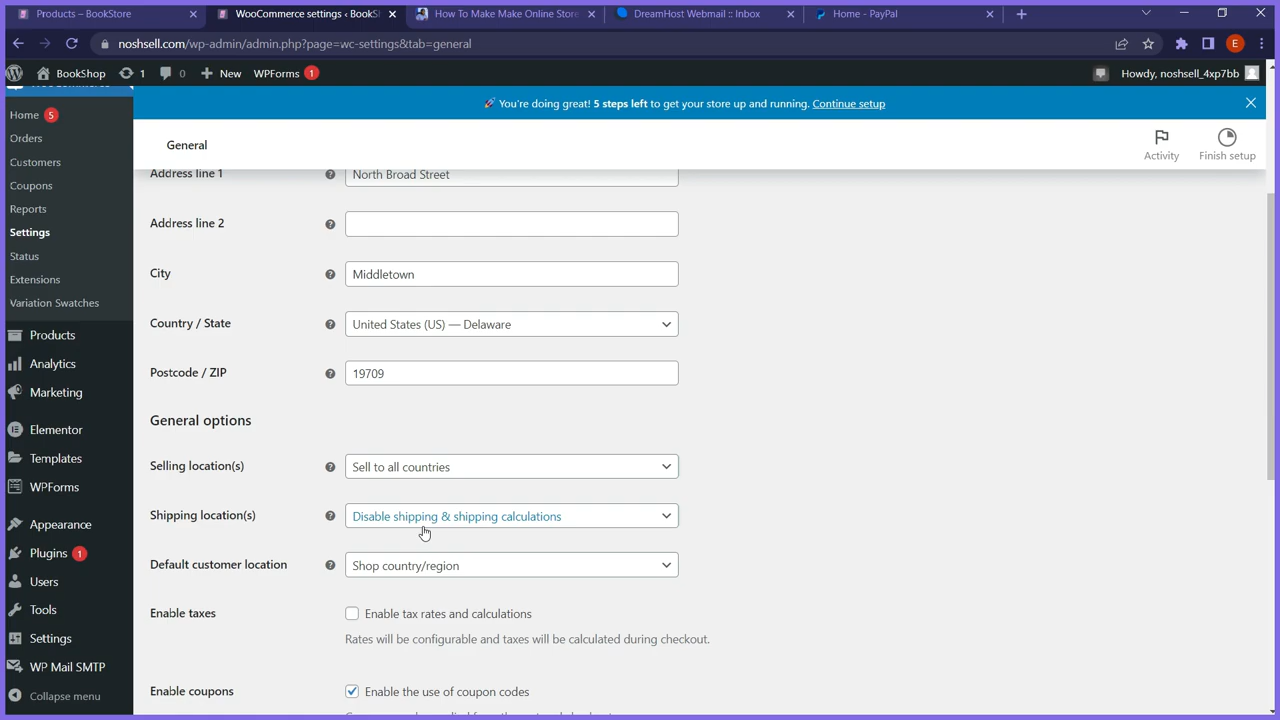 Products – BookStore
WooCommerce settings ‹ BookSt
How To Make Make Online Store
DreamHost Webmail :: Inbox
Home - PayPal
noshsell.com/wp-admin/admin.php?page=wc-settings&tab=general
E
BookShop
1
0
New
WPForms 1
Howdy, noshsell_4xp7bb
🚀 You're doing great! 5 steps left to get your store up and running. Continue setup
Home 5
Orders
Customers
Coupons
Reports
Settings
Status
Extensions
Variation Swatches
Products
Analytics
Marketing
Elementor
Templates
WPForms
Appearance
Plugins 1
Users
Tools
Settings
WP Mail SMTP
Collapse menu
General
Activity
Finish setup
Address line 1
North Broad Street
Address line 2
City
Middletown
Country / State
United States (US) — Delaware
Postcode / ZIP
19709
General options
Selling location(s)
Sell to all countries
Shipping location(s)
Disable shipping & shipping calculations
Default customer location
Shop country/region
Enable taxes
Enable tax rates and calculations
Rates will be configurable and taxes will be calculated during checkout.
Enable coupons
Enable the use of coupon codes